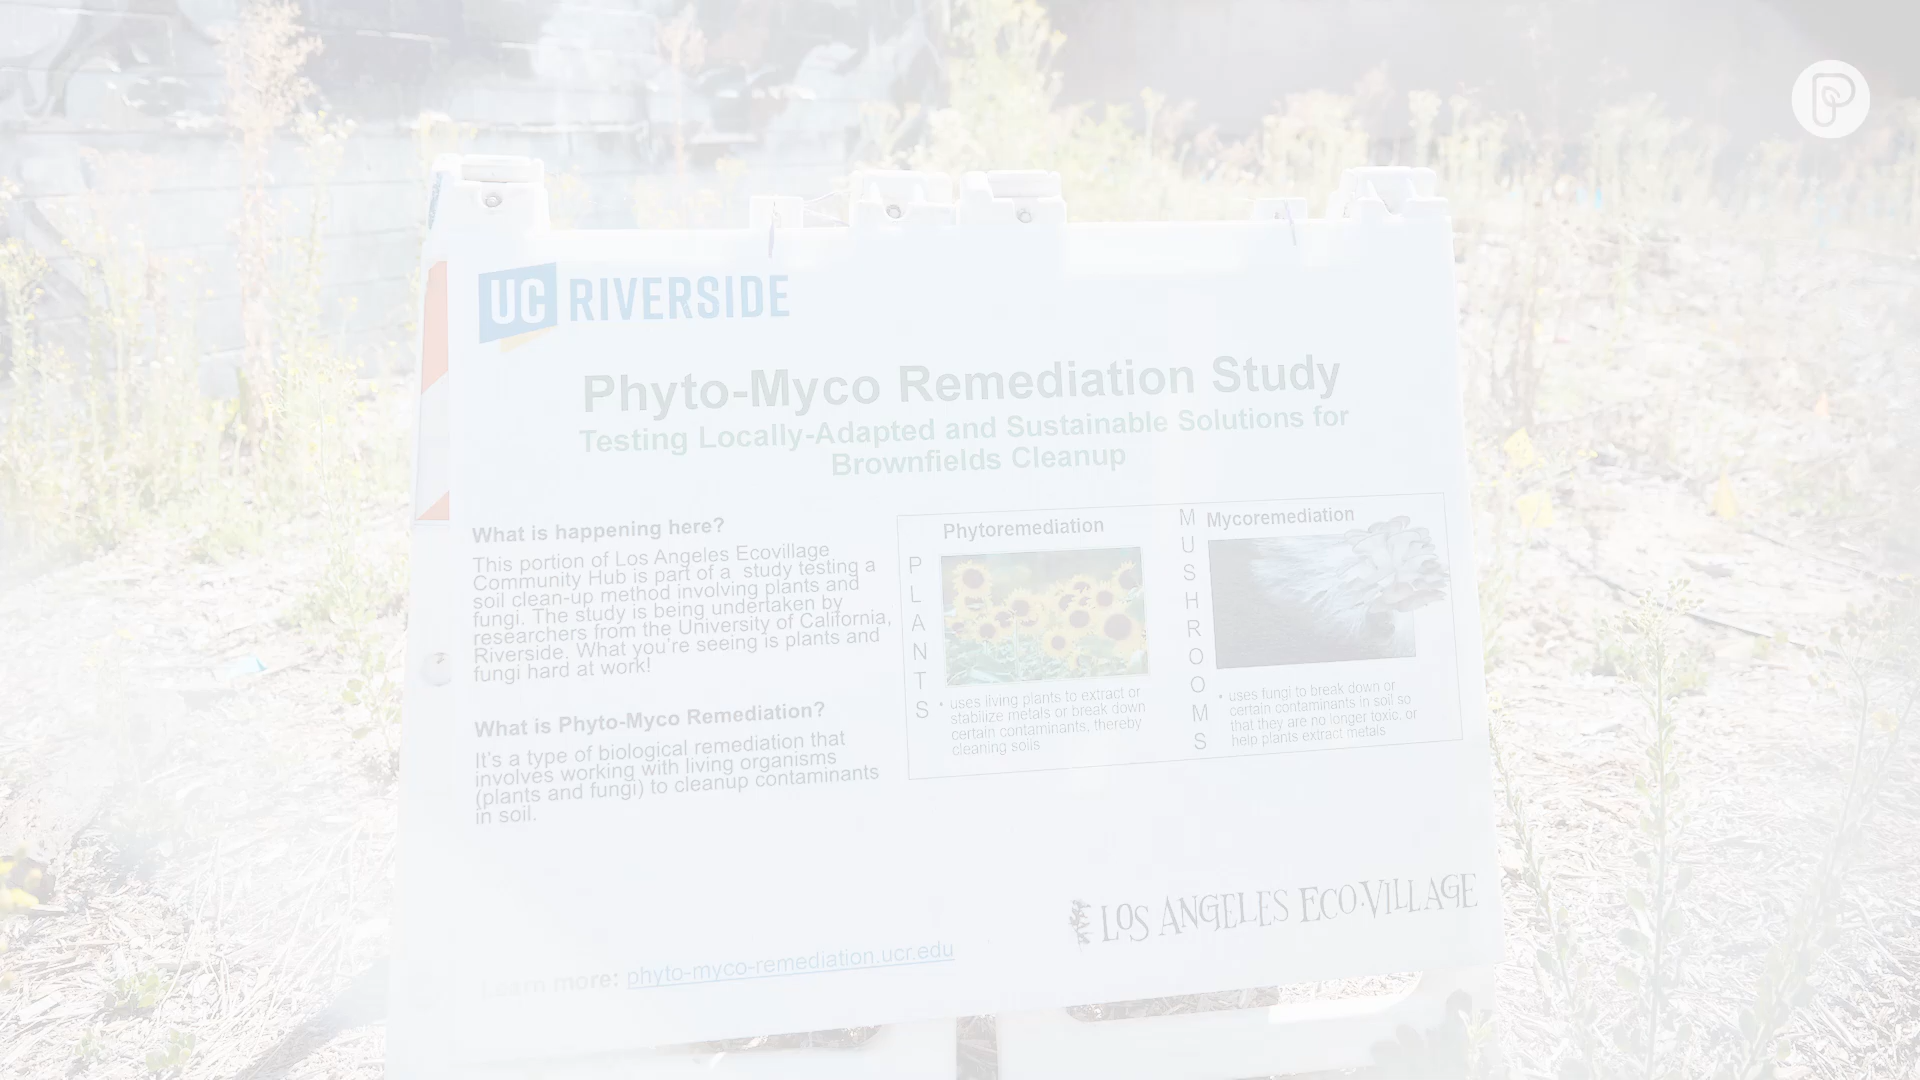 UC RIVERSIDE
Phyto-Myco Remediation Study
Testing Locally-Adapted and Sustainable Solutions for
Brownfields Cleanup
What is happening here?
This portion of Los Angeles Ecovillage
Community Hub is part of a study testing a
soil clean-up method involving plants and
fungi. The study is being undertaken by
researchers from the University of California,
Riverside. What you're seeing is plants and
fungi hard at work!
What is Phyto-Myco Remediation?
It's a type of biological remediation that
involves working with living organisms
(plants and fungi) to cleanup contaminants
in soil.
PLANTS
Phytoremediation
• uses living plants to extract or
stabilize metals or break down
certain contaminants, thereby
cleaning soils
MUSHROOMS
Mycoremediation
• uses fungi to break down or
certain contaminants in soil so
that they are no longer toxic, or
help plants extract metals
LOS ANGELES ECO-VILLAGE
Learn more: phyto-myco-remediation.ucr.edu